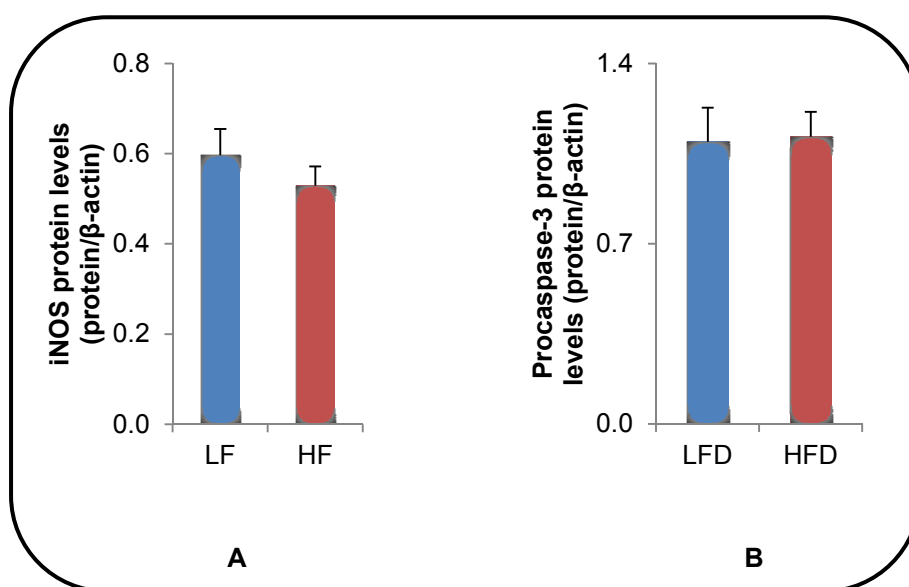 iNOS protein levels
(protein/β-actin)
0.8
0.6
0.4
0.2
0.0
LF
HF
A
Procaspase-3 protein
levels (protein/β-actin)
1.4
0.7
0.0
LFD
HFD
B